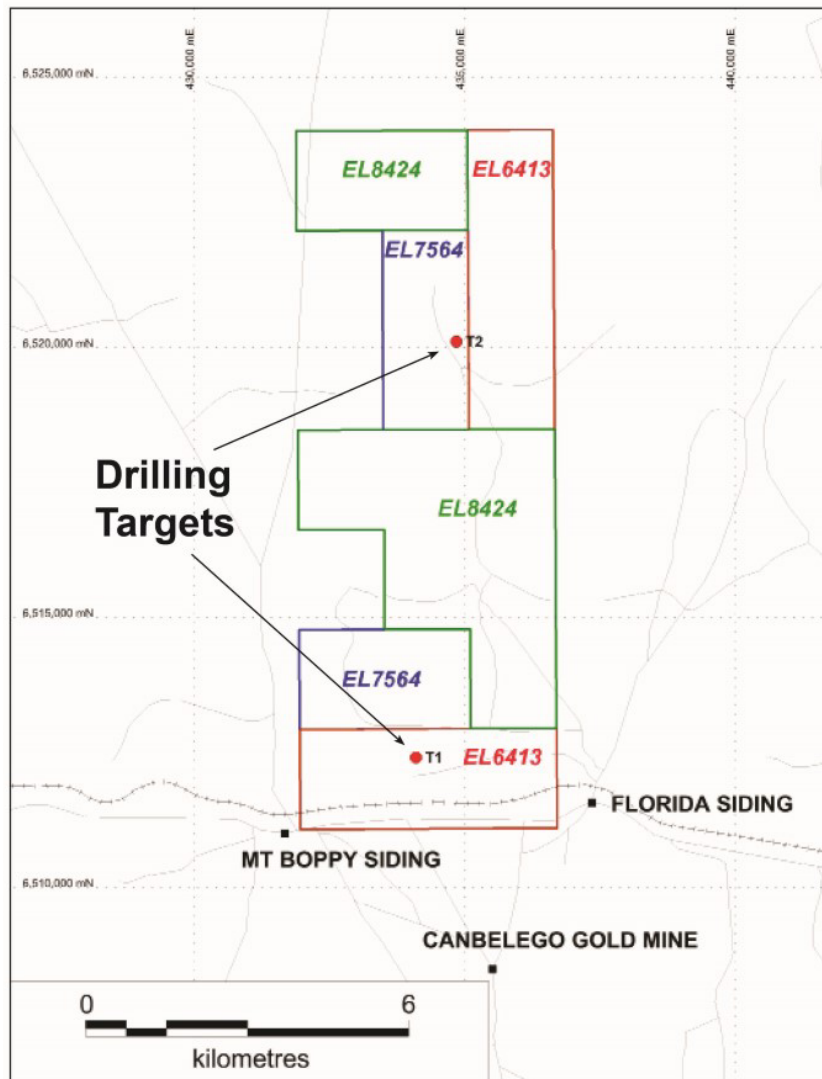 430,000 mE
435,000 mE
440,000 mE
6,525,000 mN
EL8424
EL6413
EL7564
6,520,000 mN
T2
Drilling
Targets
EL8424
6,515,000 mN
EL7564
T1
EL6413
FLORIDA SIDING
MT BOPPY SIDING
6,510,000 mN
CANBELEGO GOLD MINE
0
6
kilometres